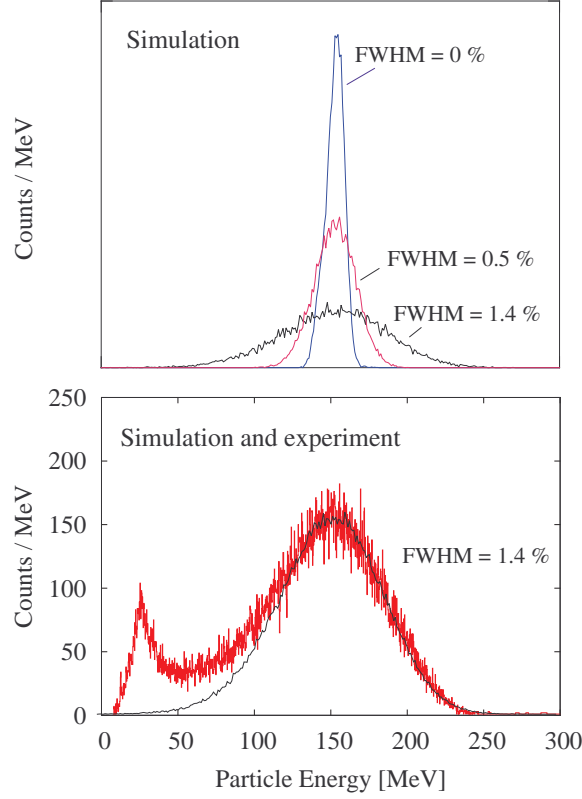 Simulation
FWHM = 0 %
Counts / MeV
FWHM = 0.5 %
FWHM = 1.4 %
250
Simulation and experiment
200
150
FWHM = 1.4 %
Counts / MeV
100
50
0
0 50 100 150 200 250 300
Particle Energy [MeV]